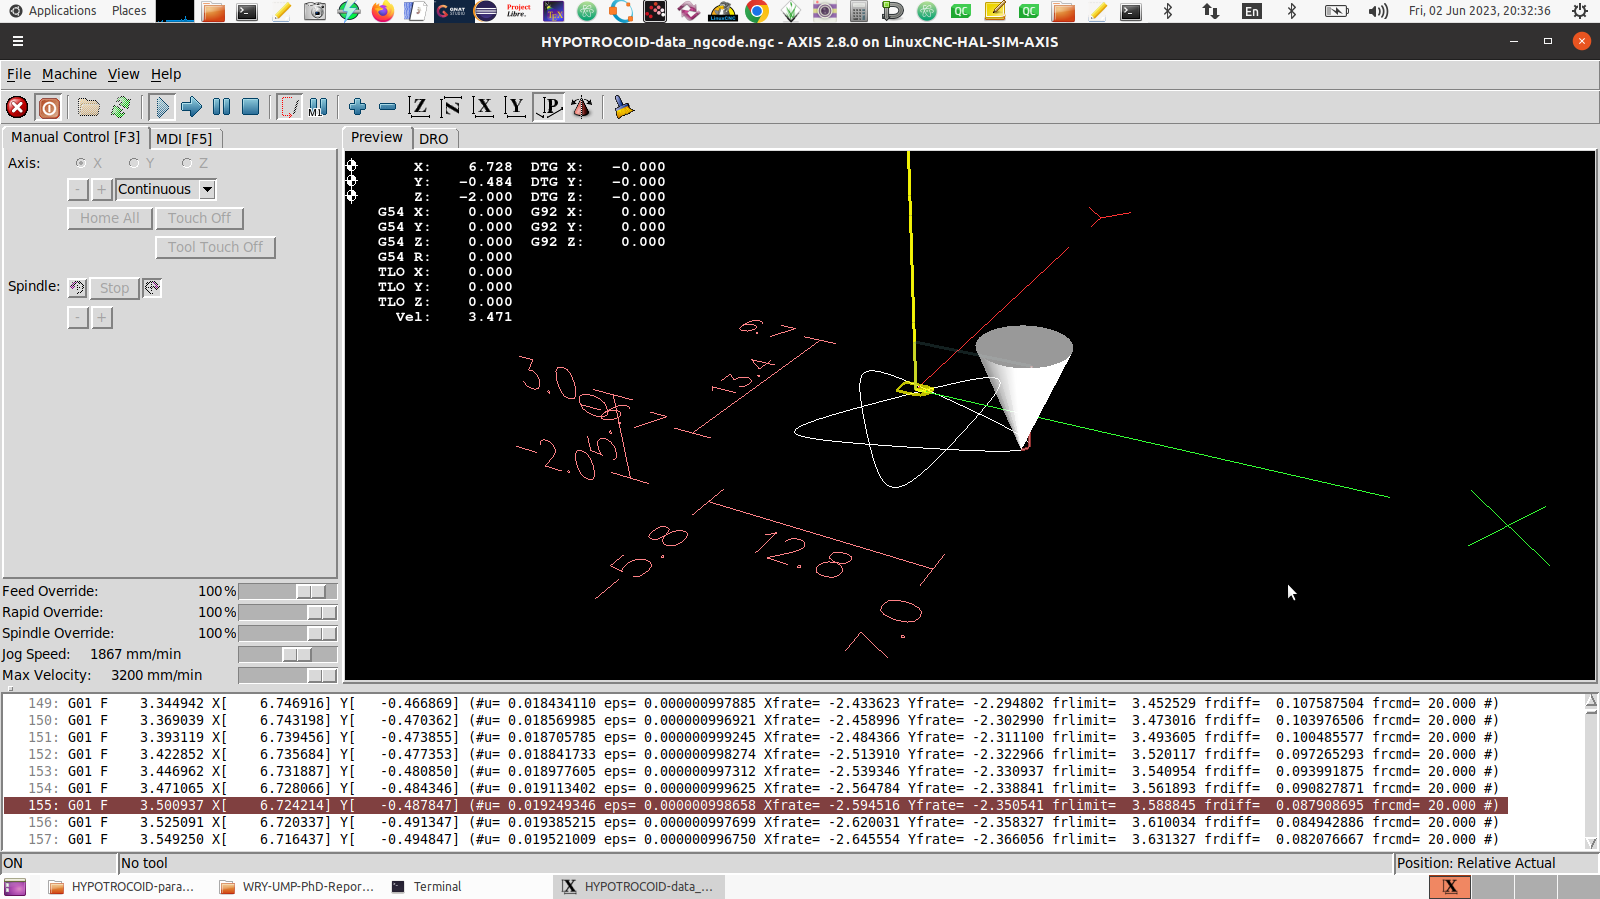 Applications Places
En
Fri, 02 Jun 2023, 20:32:36
HYPOTROCOID-data_ngcode.ngc - AXIS 2.8.0 on LinuxCNC-HAL-SIM-AXIS
File Machine View Help
Manual Control [F3] MDI [F5]
Preview DRO
Axis: X Y Z
- + Continuous
Home All Touch Off
Tool Touch Off
Spindle: Stop
- +
X: 6.728 DTG X: -0.000
Y: -0.484 DTG Y: -0.000
Z: -2.000 DTG Z: -0.000
G54 X: 0.000 G92 X: 0.000
G54 Y: 0.000 G92 Y: 0.000
G54 Z: 0.000 G92 Z: 0.000
G54 R: 0.000
TLO X: 0.000
TLO Y: 0.000
TLO Z: 0.000
Vel: 3.471
6.7
13.4
3.0
-2.0
-5.8
12.8
7.0
Feed Override: 100%
Rapid Override: 100%
Spindle Override: 100%
Jog Speed: 1867 mm/min
Max Velocity: 3200 mm/min
149: G01 F 3.344942 X[ 6.746916] Y[ -0.466869] (#u= 0.018434110 eps= 0.000000997885 Xfrate= -2.433623 Yfrate= -2.294802 frlimit= 3.452529 frdiff= 0.107587504 frcmd= 20.000 #)
150: G01 F 3.369039 X[ 6.743198] Y[ -0.470362] (#u= 0.018569985 eps= 0.000000996921 Xfrate= -2.458996 Yfrate= -2.302990 frlimit= 3.473016 frdiff= 0.103976506 frcmd= 20.000 #)
151: G01 F 3.393119 X[ 6.739456] Y[ -0.473855] (#u= 0.018705785 eps= 0.000000999245 Xfrate= -2.484366 Yfrate= -2.311100 frlimit= 3.493605 frdiff= 0.100485577 frcmd= 20.000 #)
152: G01 F 3.422852 X[ 6.735684] Y[ -0.477353] (#u= 0.018841733 eps= 0.000000998274 Xfrate= -2.513910 Yfrate= -2.322966 frlimit= 3.520117 frdiff= 0.097265293 frcmd= 20.000 #)
153: G01 F 3.446962 X[ 6.731887] Y[ -0.480850] (#u= 0.018977605 eps= 0.000000997312 Xfrate= -2.539346 Yfrate= -2.330937 frlimit= 3.540954 frdiff= 0.093991875 frcmd= 20.000 #)
154: G01 F 3.471065 X[ 6.728066] Y[ -0.484346] (#u= 0.019113402 eps= 0.000000999625 Xfrate= -2.564784 Yfrate= -2.338841 frlimit= 3.561893 frdiff= 0.090827871 frcmd= 20.000 #)
155: G01 F 3.500937 X[ 6.724214] Y[ -0.487847] (#u= 0.019249346 eps= 0.000000998658 Xfrate= -2.594516 Yfrate= -2.350541 frlimit= 3.588845 frdiff= 0.087908695 frcmd= 20.000 #)
156: G01 F 3.525091 X[ 6.720337] Y[ -0.491347] (#u= 0.019385215 eps= 0.000000997699 Xfrate= -2.620031 Yfrate= -2.358327 frlimit= 3.610034 frdiff= 0.084942886 frcmd= 20.000 #)
157: G01 F 3.549250 X[ 6.716437] Y[ -0.494847] (#u= 0.019521009 eps= 0.000000996750 Xfrate= -2.645554 Yfrate= -2.366056 frlimit= 3.631327 frdiff= 0.082076667 frcmd= 20.000 #)
ON No tool Position: Relative Actual
HYPOTROCOID-para... WRY-UMP-PhD-Repor... Terminal HYPOTROCOID-data_...